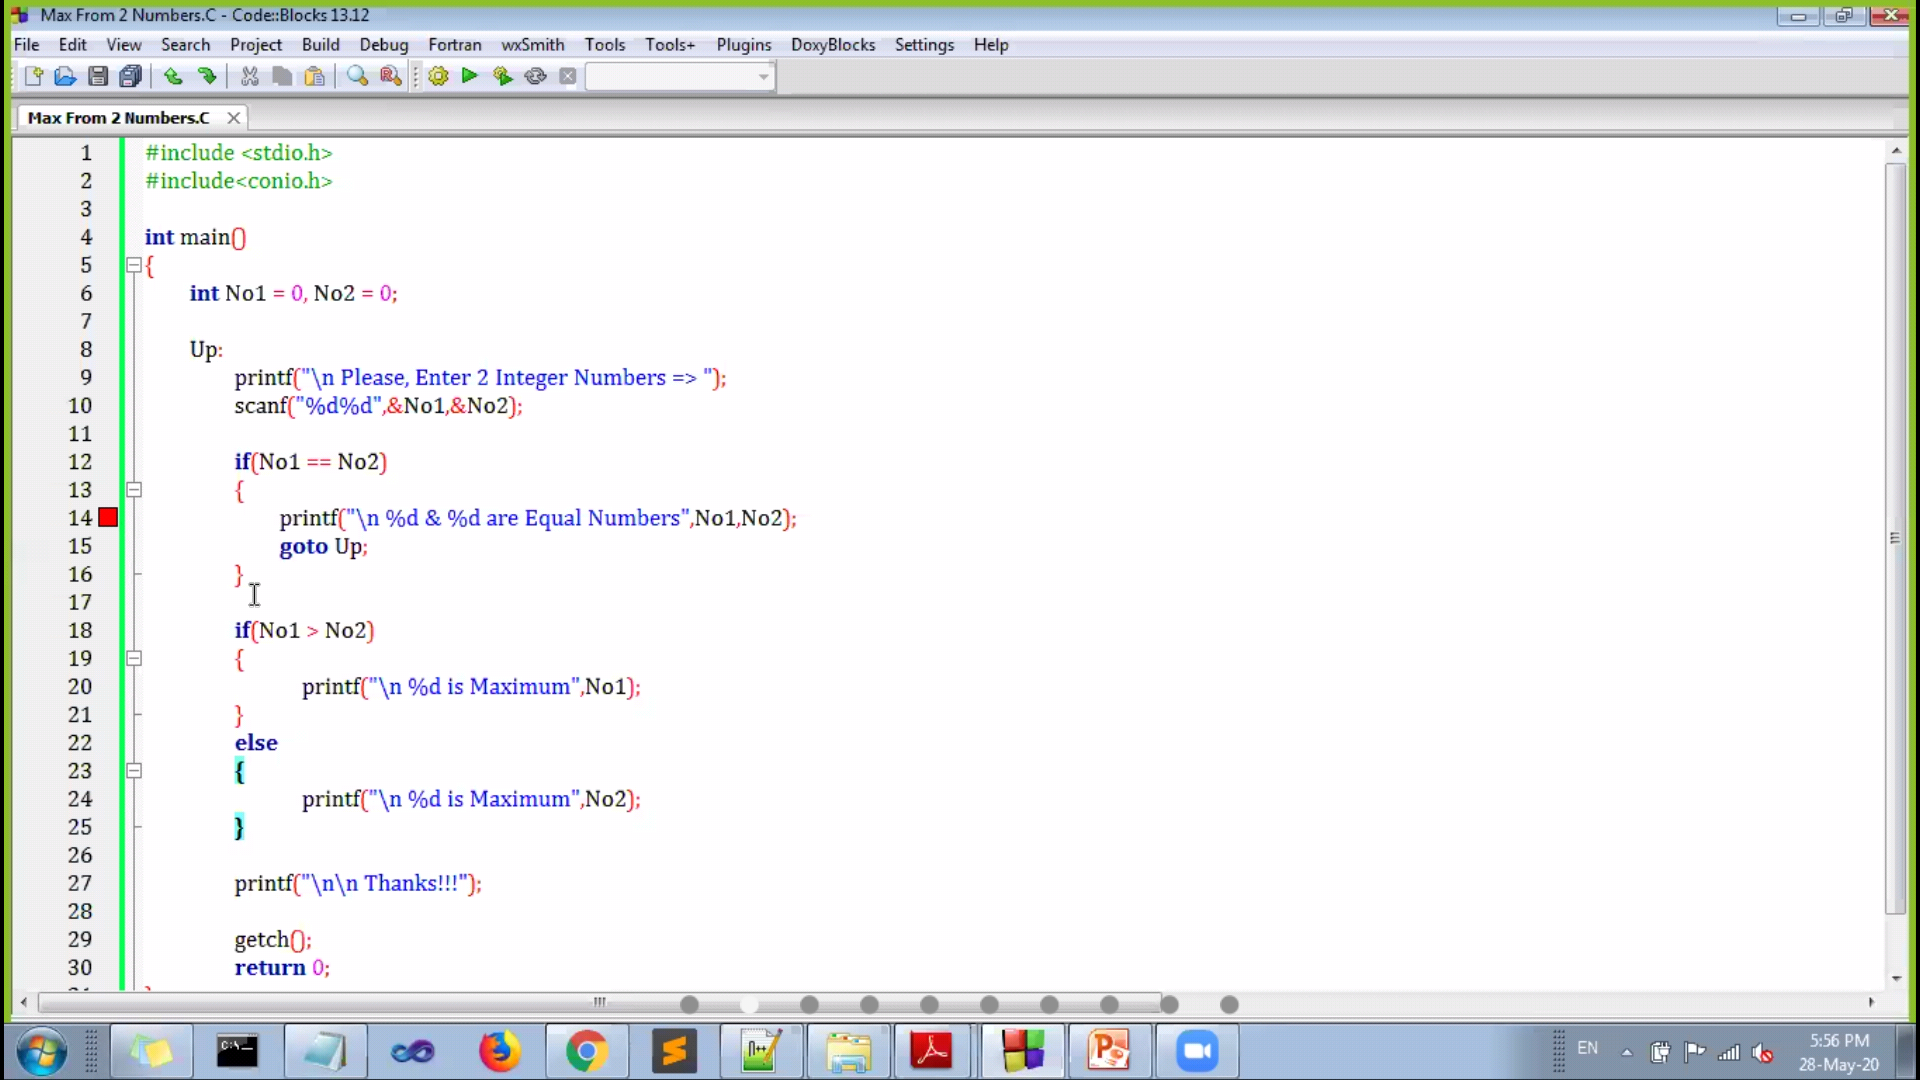 Max From 2 Numbers.C - Code::Blocks 13.12
File Edit View Search Project Build Debug Fortran wxSmith Tools Tools+ Plugins DoxyBlocks Settings Help
Max From 2 Numbers.C
1 #include <stdio.h>
2 #include<conio.h>
3
4 int main()
5 {
6 int No1 = 0, No2 = 0;
7
8 Up:
9 printf("\n Please, Enter 2 Integer Numbers => ");
10 scanf("%d%d",&No1,&No2);
11
12 if(No1 == No2)
13 {
14 printf("\n %d & %d are Equal Numbers",No1,No2);
15 goto Up;
16 }
17
18 if(No1 > No2)
19 {
20 printf("\n %d is Maximum",No1);
21 }
22 else
23 {
24 printf("\n %d is Maximum",No2);
25 }
26
27 printf("\n\n Thanks!!!");
28
29 getch();
30 return 0;
C:\
n++
EN
5:56 PM
28-May-20